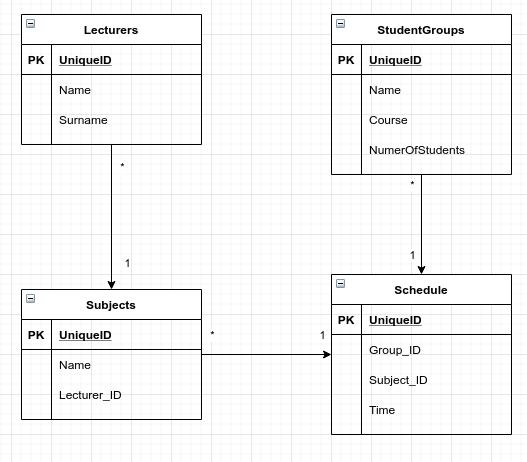 Lecturers
PK UniqueID
Name
Surname
StudentGroups
PK UniqueID
Name
Course
NumerOfStudents
*
1
*
1
Subjects
PK UniqueID
Name
Lecturer_ID
* 1
Schedule
PK UniqueID
Group_ID
Subject_ID
Time